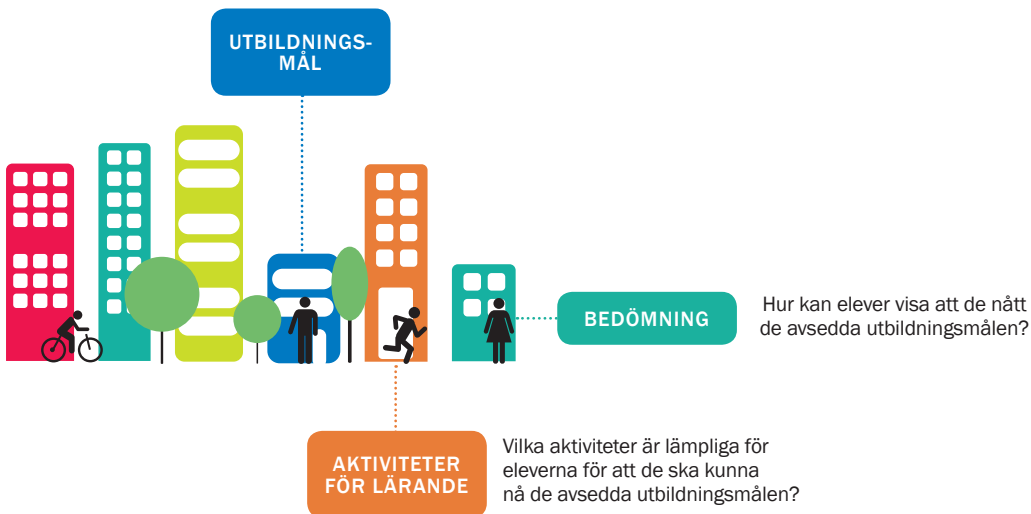 UTBILDNINGS-
MÅL
BEDÖMNING
Hur kan elever visa att de nått
de avsedda utbildningsmålen?
AKTIVITETER
FÖR LÄRANDE
Vilka aktiviteter är lämpliga för
eleverna för att de ska kunna
nå de avsedda utbildningsmålen?